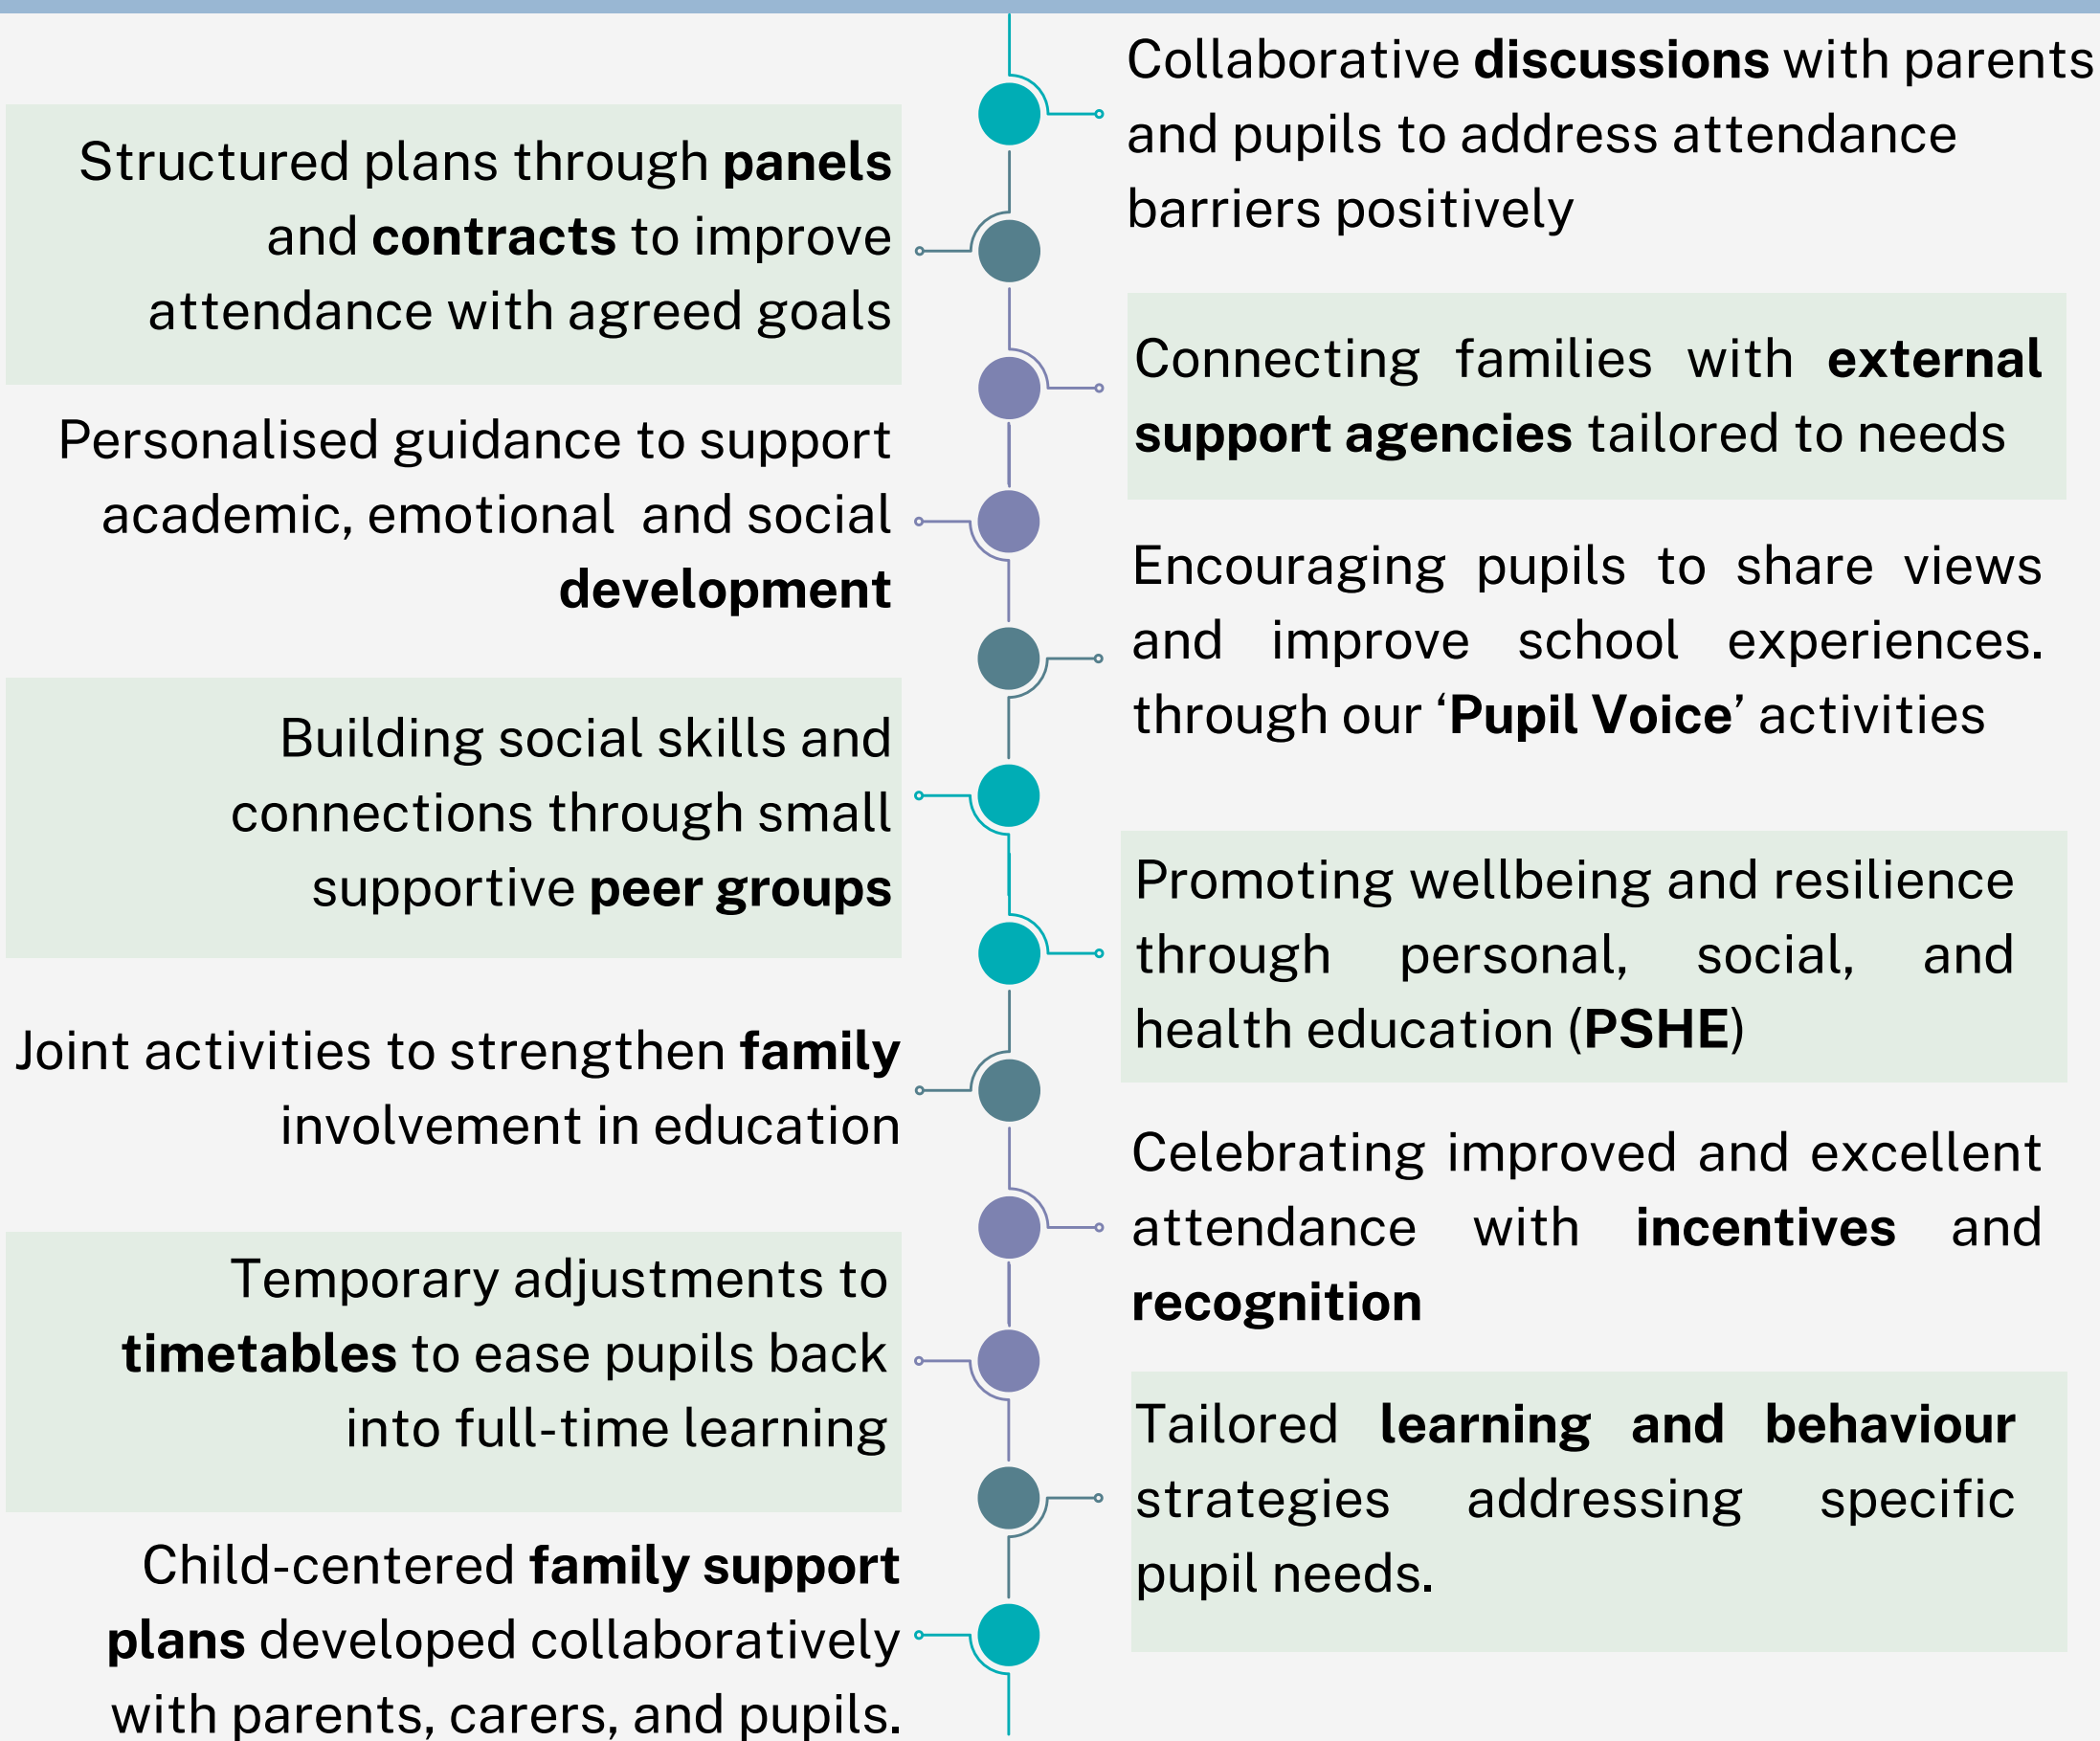 Collaborative discussions with parents
and pupils to address attendance
barriers positively
Structured plans through panels
and contracts to improve
attendance with agreed goals
Connecting families with external
support agencies tailored to needs
Personalised guidance to support
academic, emotional and social
development
Encouraging pupils to share views
and improve school experiences.
through our ‘Pupil Voice’ activities
Building social skills and
connections through small
supportive peer groups
Promoting wellbeing and resilience
through personal, social, and
health education (PSHE)
Joint activities to strengthen family
involvement in education
Celebrating improved and excellent
attendance with incentives and
recognition
Temporary adjustments to
timetables to ease pupils back
into full-time learning
Tailored learning and behaviour
strategies addressing specific
pupil needs.
Child-centered family support
plans developed collaboratively
with parents, carers, and pupils.